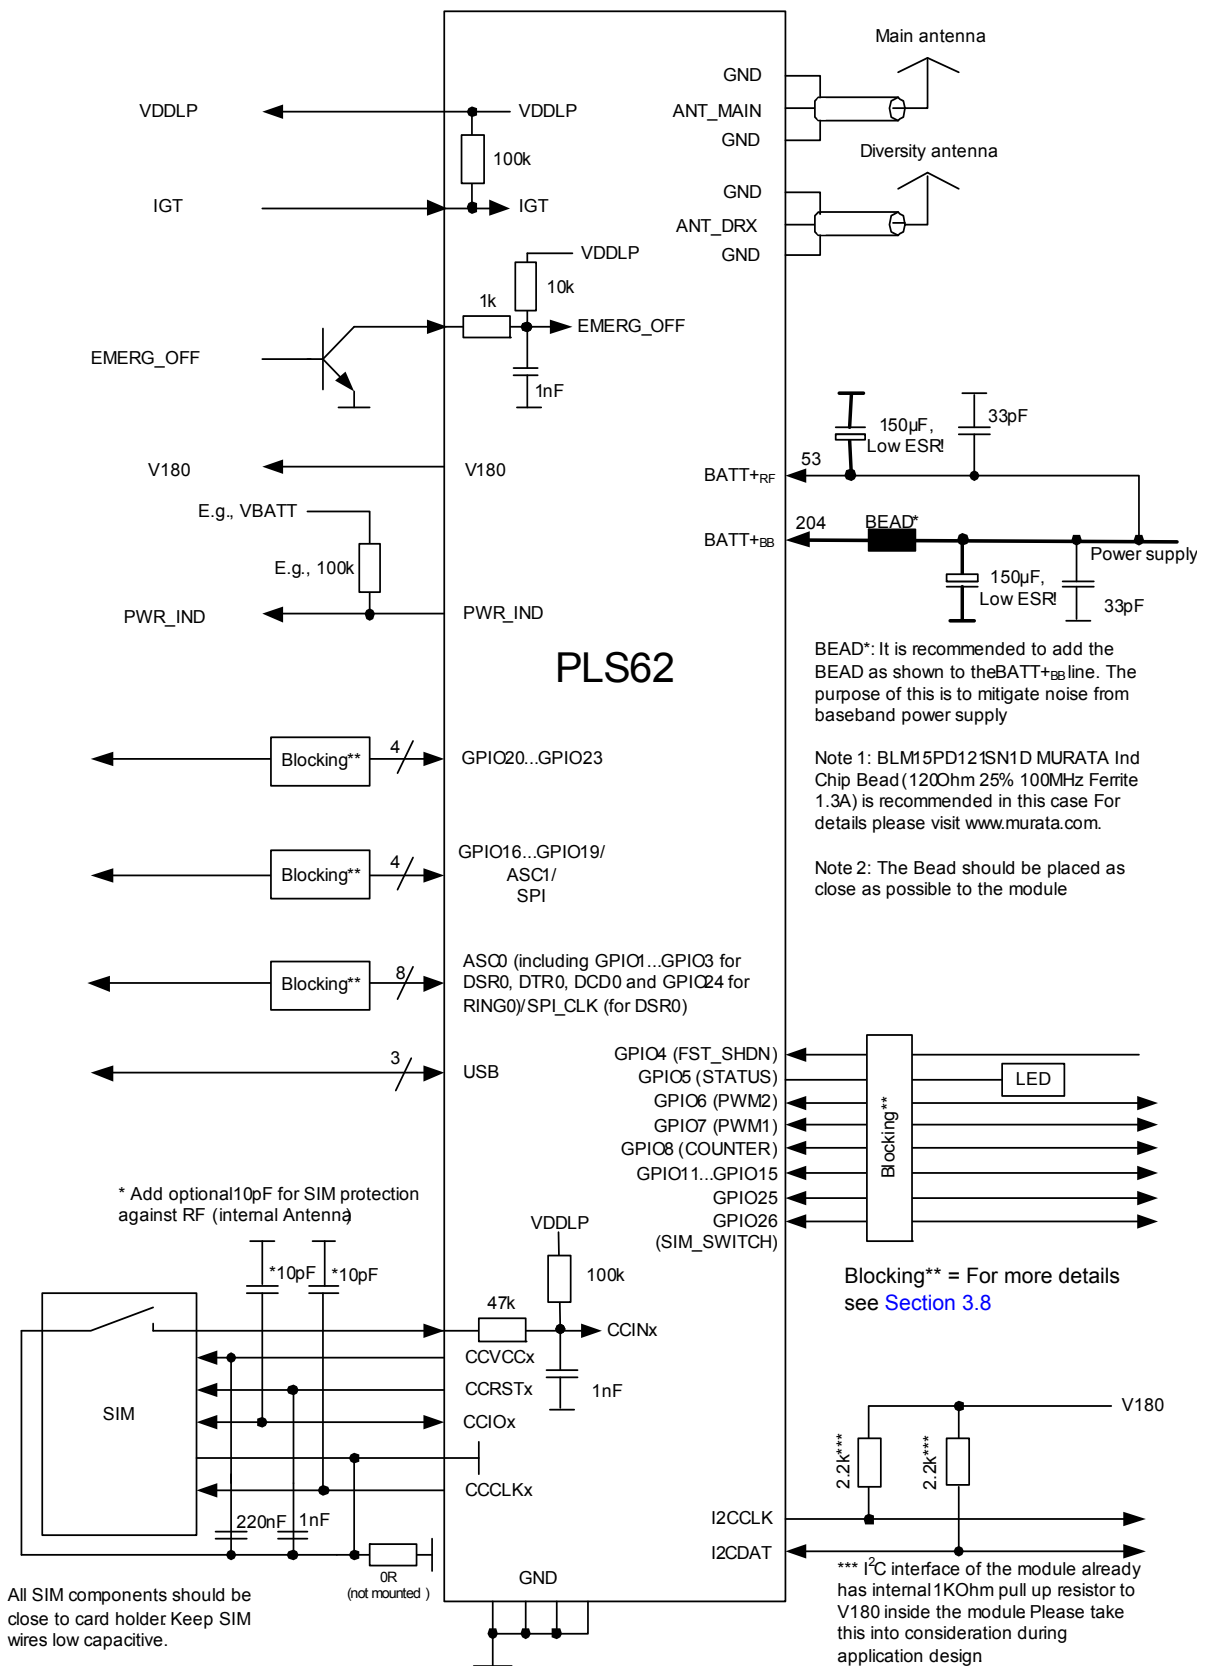 Main antenna
GND
VDDLP
VDDLP
ANT_MAIN
GND
100k
Diversity antenna
GND
IGT
IGT
ANT_DRX
VDDLP
GND
10k
1k
EMERG_OFF
EMERG_OFF
1nF
150µF,
Low ESR!
33pF
V180
V180
53
BATT+RF
E.g., VBATT
204
BEAD*
BATT+BB
Power supply
E.g., 100k
150µF,
Low ESR!
33pF
PWR_IND
PWR_IND
PLS62
BEAD*: It is recommended to add the
BEAD as shown to theBATT+BB line. The
purpose of this is to mitigate noise from
baseband power supply
Blocking**
4
GPIO20...GPIO23
Note 1: BLM15PD121SN1D MURATA Ind
Chip Bead (120Ohm 25% 100MHz Ferrite
1.3A) is recommended in this case For
details please visit www.murata.com.
Blocking**
4
GPIO16...GPIO19/
ASC1/
SPI
Note 2: The Bead should be placed as
close as possible to the module
Blocking**
8
ASC0 (including GPIO1...GPIO3 for
DSR0, DTR0, DCD0 and GPIO24 for
RING0)/SPI_CLK (for DSR0)
3
USB
GPIO4 (FST_SHDN)
GPIO5 (STATUS)
LED
GPIO6 (PWM2)
GPIO7 (PWM1)
GPIO8 (COUNTER)
GPIO11...GPIO15
GPIO25
GPIO26
(SIM_SWITCH)
Blocking**
Blocking** = For more details
see Section 3.8
* Add optional10pF for SIM protection
against RF (internal Antenna)
VDDLP
*10pF
*10pF
100k
47k
CCINx
1nF
CCVCCx
CCRSTx
SIM
CCIOx
CCCLKx
220nF
1nF
0R
(not mounted )
All SIM components should be
close to card holder. Keep SIM
wires low capacitive.
GND
V180
2.2k***
2.2k***
I2CCLK
I2CDAT
*** I2C interface of the module already
has internal 1KOhm pull up resistor to
V180 inside the module Please take
this into consideration during
application design